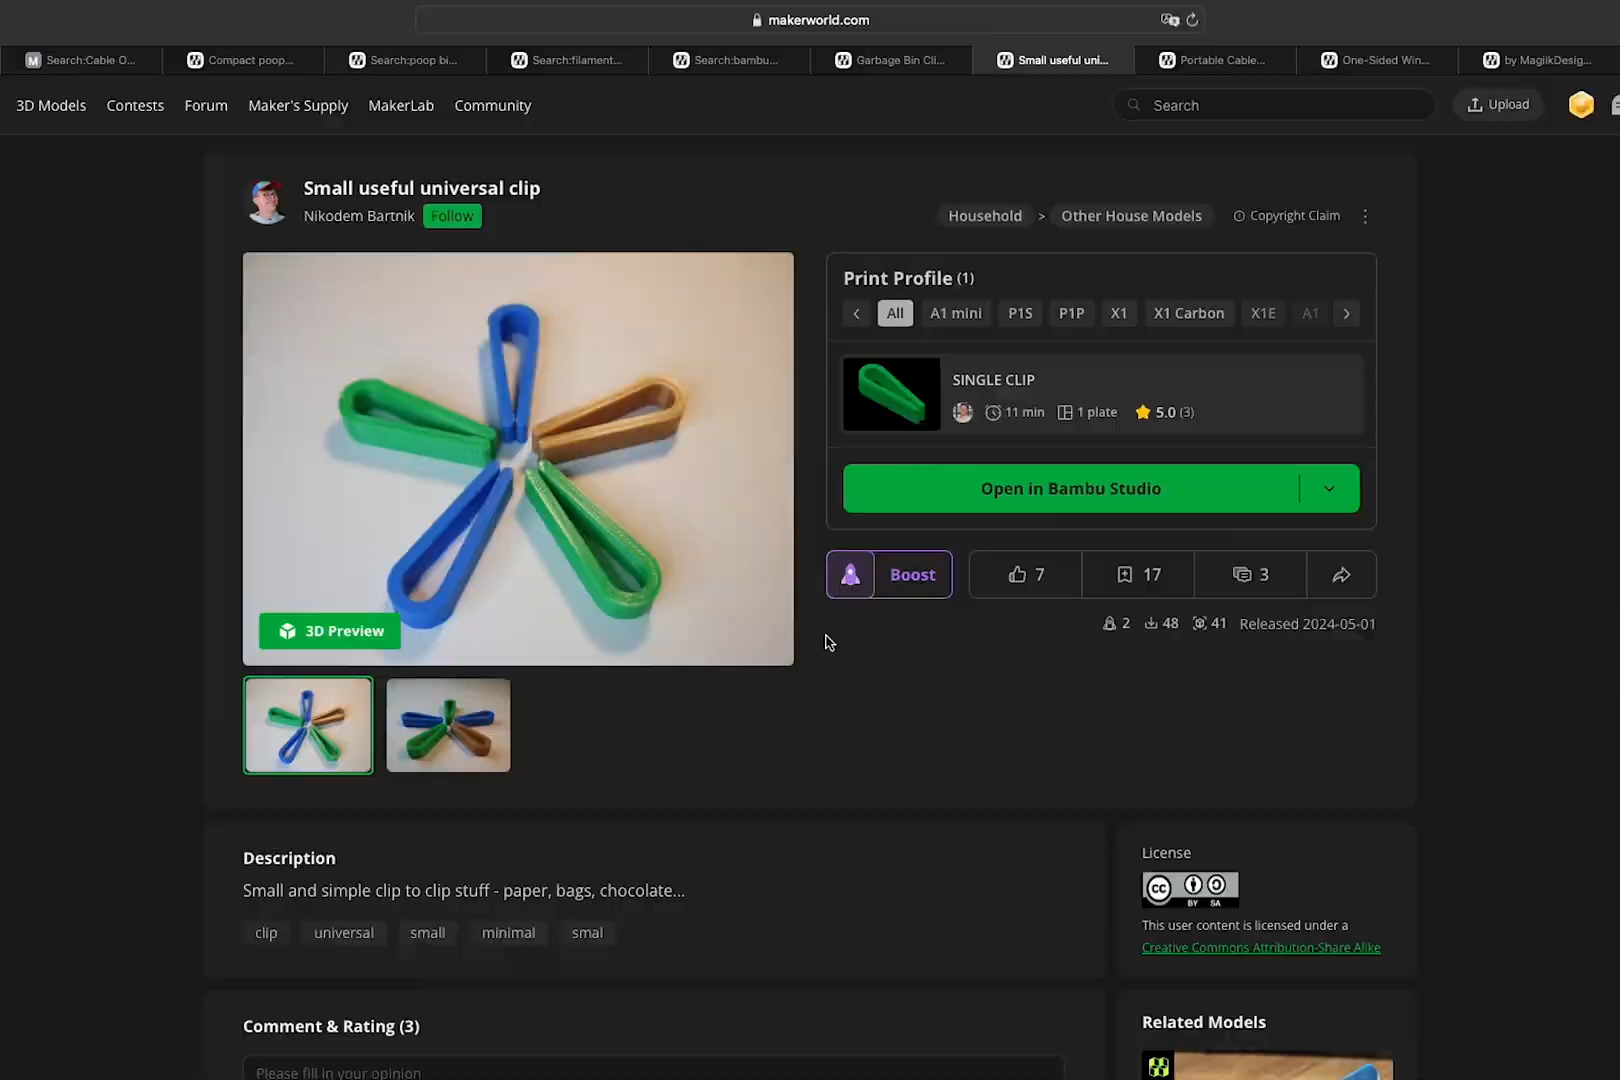 makerworld.com
M Search:Cable O...
Compact poop...
Search:poop bi...
Search:filament...
Search:bambu...
Garbage Bin Cli...
Small useful uni...
Portable Cable...
One-Sided Win...
by MagiikDesig...
3D Models
Contests
Forum
Maker's Supply
MakerLab
Community
Search
Upload
Small useful universal clip
Nikodem Bartnik
Follow
Household > Other House Models
Copyright Claim
3D Preview
Print Profile (1)
All
A1 mini
P1S
P1P
X1
X1 Carbon
X1E
A1
SINGLE CLIP
11 min
1 plate
5.0 (3)
Open in Bambu Studio
Boost
7
17
3
2
48
41
Released 2024-05-01
Description
Small and simple clip to clip stuff - paper, bags, chocolate...
clip
universal
small
minimal
smal
License
CC BY SA
This user content is licensed under a
Creative Commons Attribution-Share Alike
Comment & Rating (3)
Please fill in your opinion
Related Models